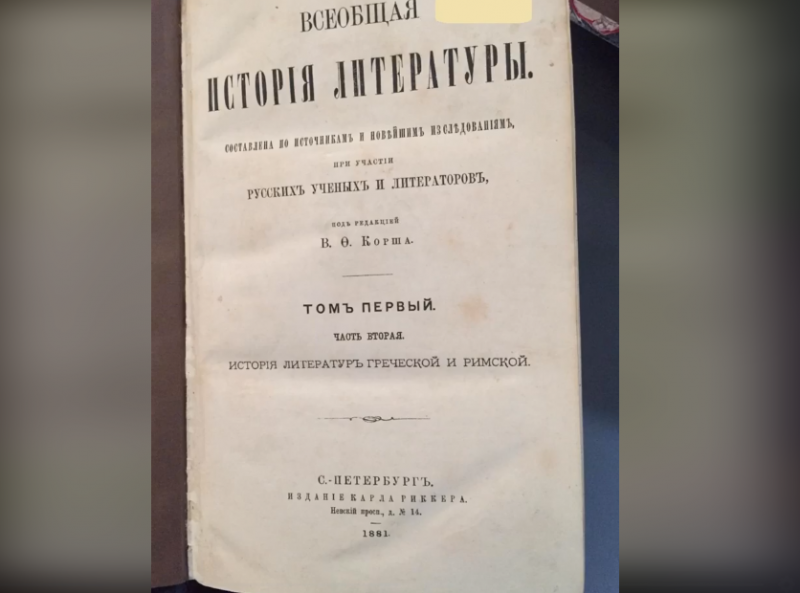 ВСЕОБЩАЯ
ИСТОРІЯ ЛИТЕРАТУРЫ.
СОСТАВЛЕНА ПО ИСТОЧНИКАМЪ И НОВѢЙШИМЪ ИЗСЛѢДОВАНІЯМЪ,
ПРИ УЧАСТІИ
РУССКИХЪ УЧЕНЫХЪ И ЛИТЕРАТОРОВЪ,
ПОДЪ РЕДАКЦІЕЙ
В. Ѳ. Корша.
ТОМЪ ПЕРВЫЙ.
ЧАСТЬ ВТОРАЯ.
ИСТОРІЯ ЛИТЕРАТУРЪ ГРЕЧЕСКОЙ И РИМСКОЙ.
С.-ПЕТЕРБУРГЪ.
ИЗДАНІЕ КАРЛА РИККЕРА.
Невскій просп., д. № 14.
1881.